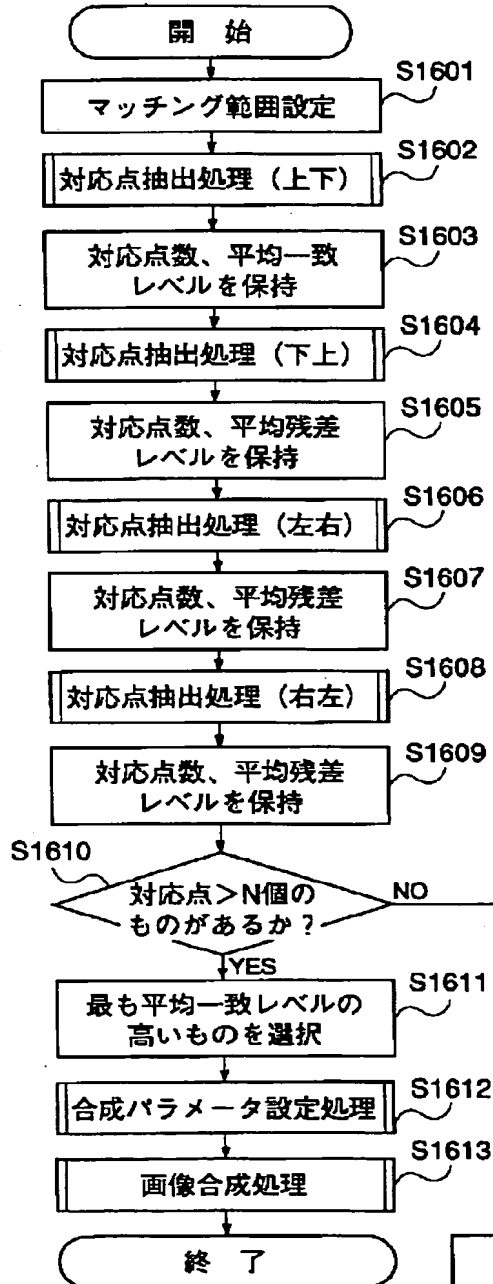 開 始
S1601
マッチング範囲設定
S1602
対応点抽出処理（上下）
S1603
対応点数、平均一致
レベルを保持
S1604
対応点抽出処理（下上）
S1605
対応点数、平均残差
レベルを保持
S1606
対応点抽出処理（左右）
S1607
対応点数、平均残差
レベルを保持
S1608
対応点抽出処理（右左）
S1609
対応点数、平均残差
レベルを保持
S1610
対応点＞N個の
ものがあるか？
NO
YES
S1611
最も平均一致レベルの
高いものを選択
S1612
合成パラメータ設定処理
S1613
画像合成処理
終 了